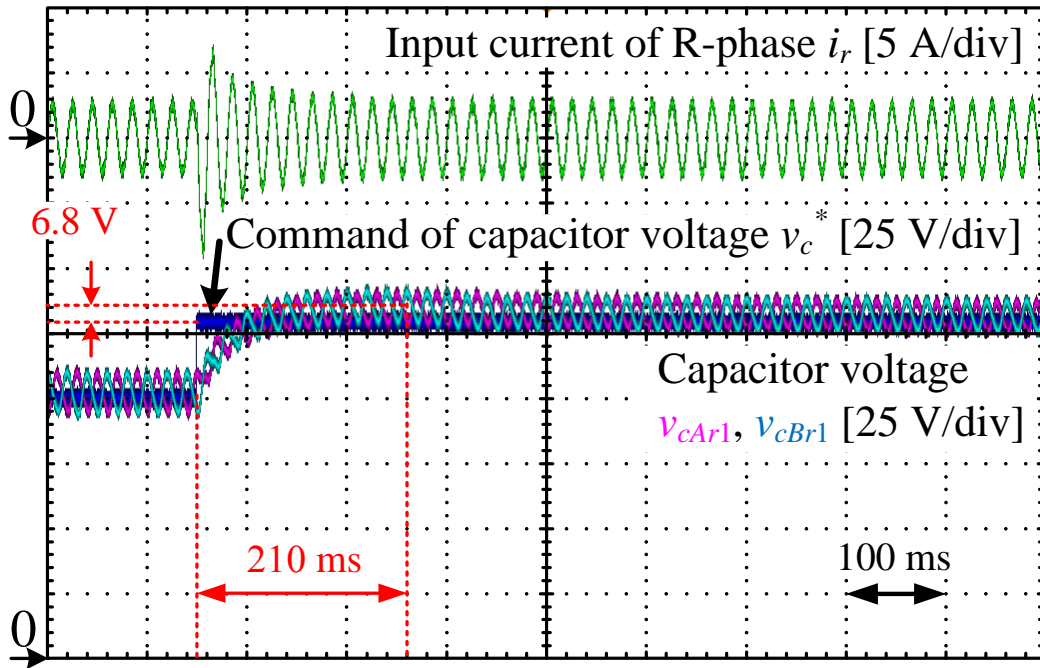 Input current of R-phase i_r [5 A/div]
0
6.8 V
Command of capacitor voltage v_c^* [25 V/div]
Capacitor voltage
v_cAr1, v_cBr1 [25 V/div]
210 ms
100 ms
0